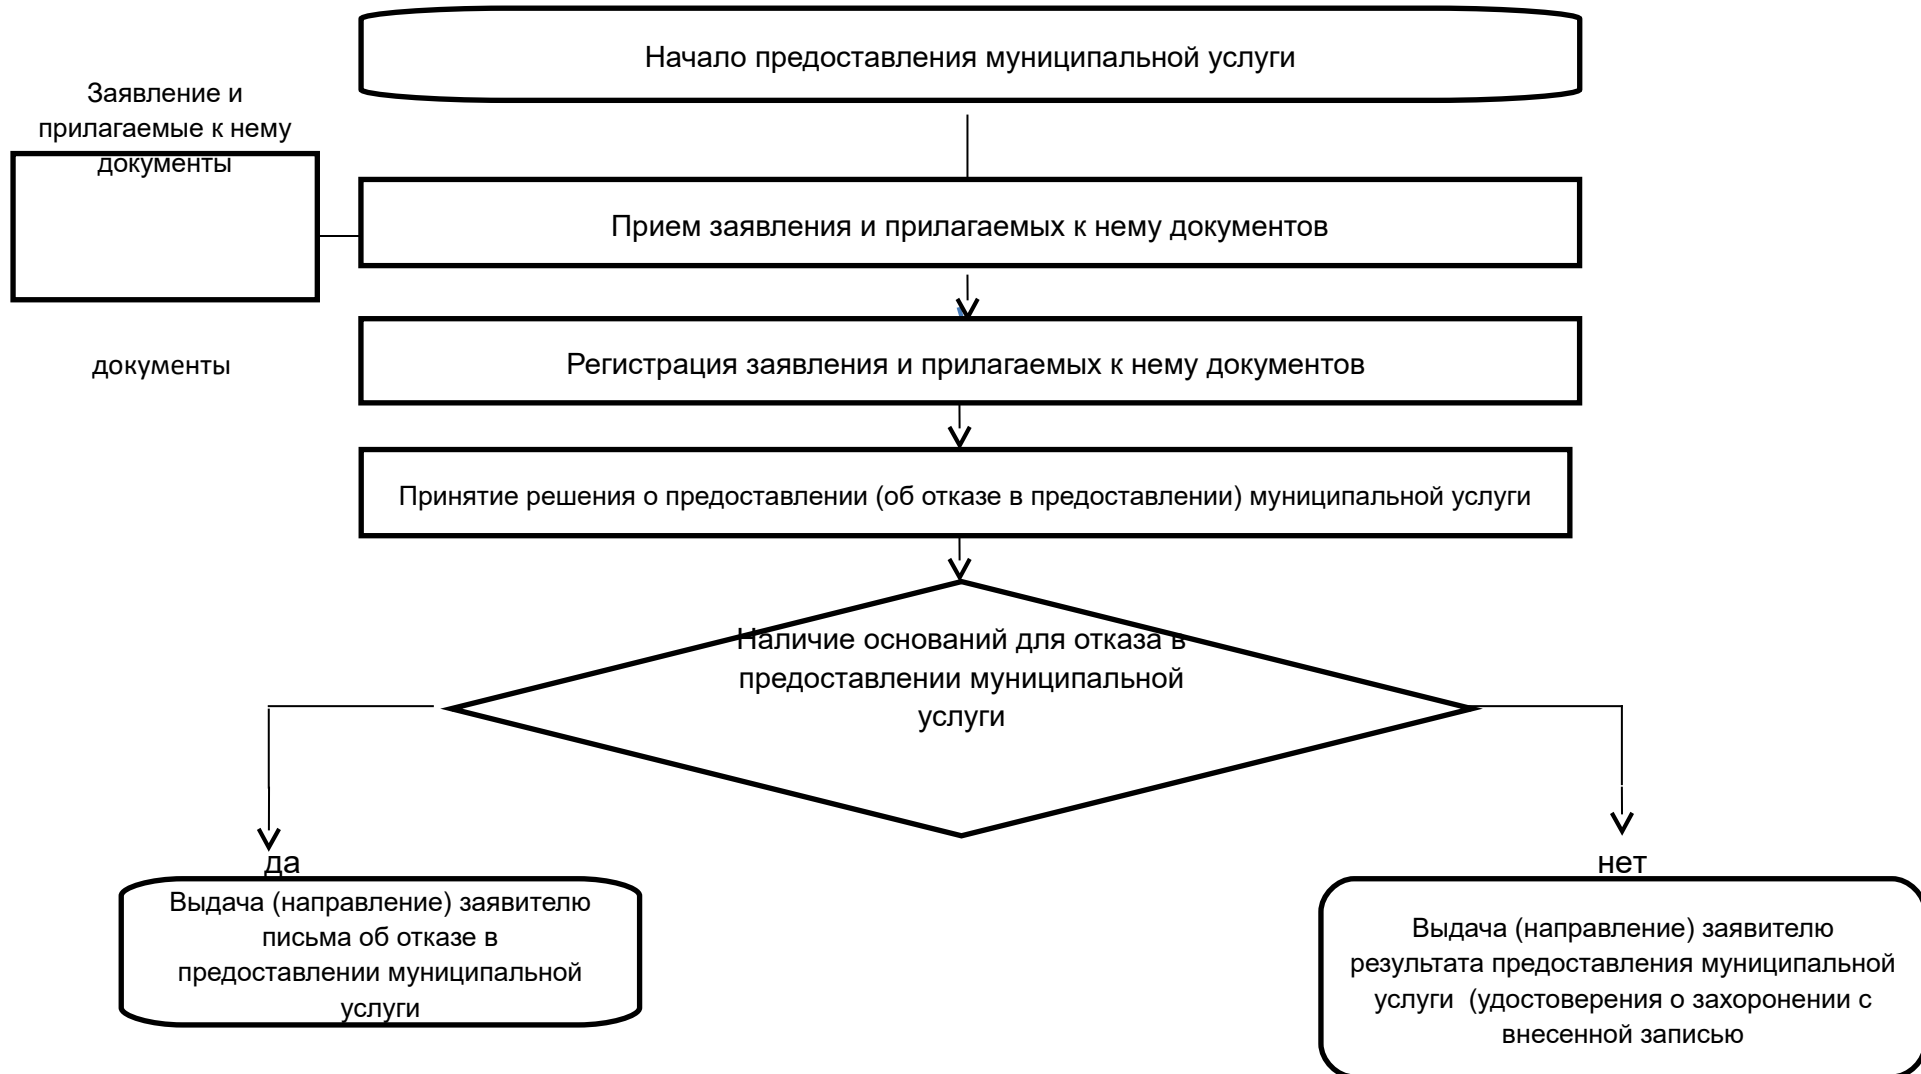 Начало предоставления муниципальной услуги
Заявление и
прилагаемые к нему
документы
Прием заявления и прилагаемых к нему документов
документы
Регистрация заявления и прилагаемых к нему документов
Принятие решения о предоставлении (об отказе в предоставлении) муниципальной услуги
Наличие оснований для отказа в
предоставлении муниципальной
услуги
да
нет
Выдача (направление) заявителю
письма об отказе в
предоставлении муниципальной
услуги
Выдача (направление) заявителю
результата предоставления муниципальной
услуги (удостоверения о захоронении с
внесенной записью